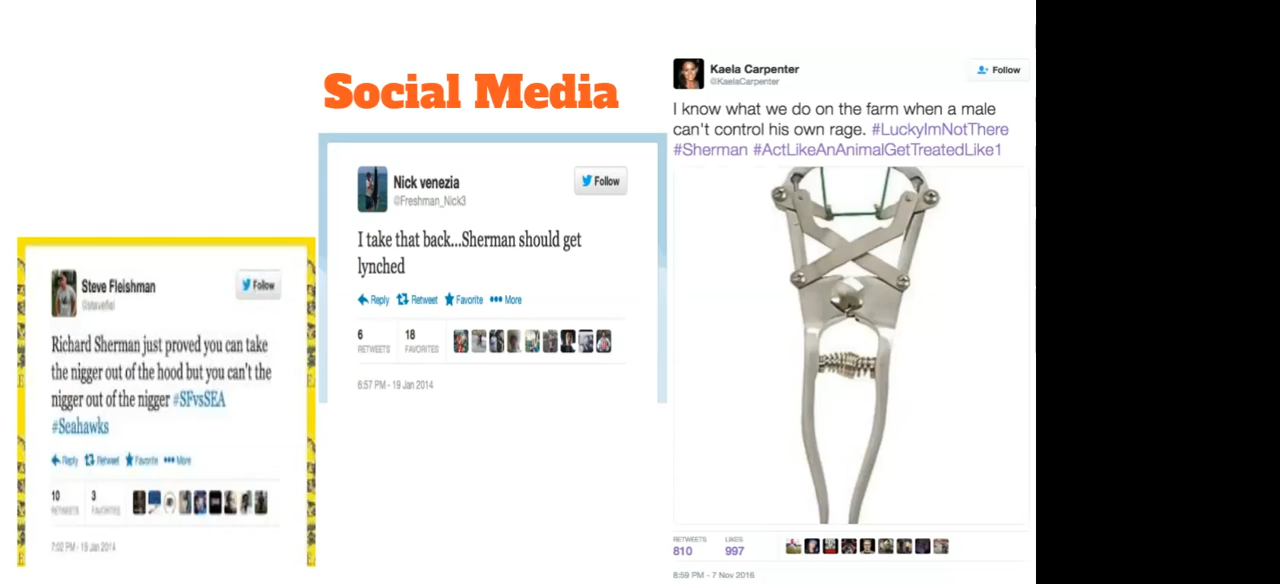 Social Media
Steve Fleishman
@steveflei
Follow
Richard Sherman just proved you can take
the nigger out of the hood but you can't the
nigger out of the nigger #SFvsSEA
#Seahawks
Reply Retweet Favorite More
10 3
RETWEETS FAVORITES
7:02 PM - 19 Jan 2014
Nick venezia
@Freshman_Nick3
Follow
I take that back...Sherman should get
lynched
Reply Retweet Favorite More
6 18
RETWEETS FAVORITES
6:57 PM - 19 Jan 2014
Kaela Carpenter
@KaelaCarpenter
Follow
I know what we do on the farm when a male
can't control his own rage. #LuckyImNotThere
#Sherman #ActLikeAnAnimalGetTreatedLike1
RETWEETS LIKES
810 997
8:59 PM - 7 Nov 2016